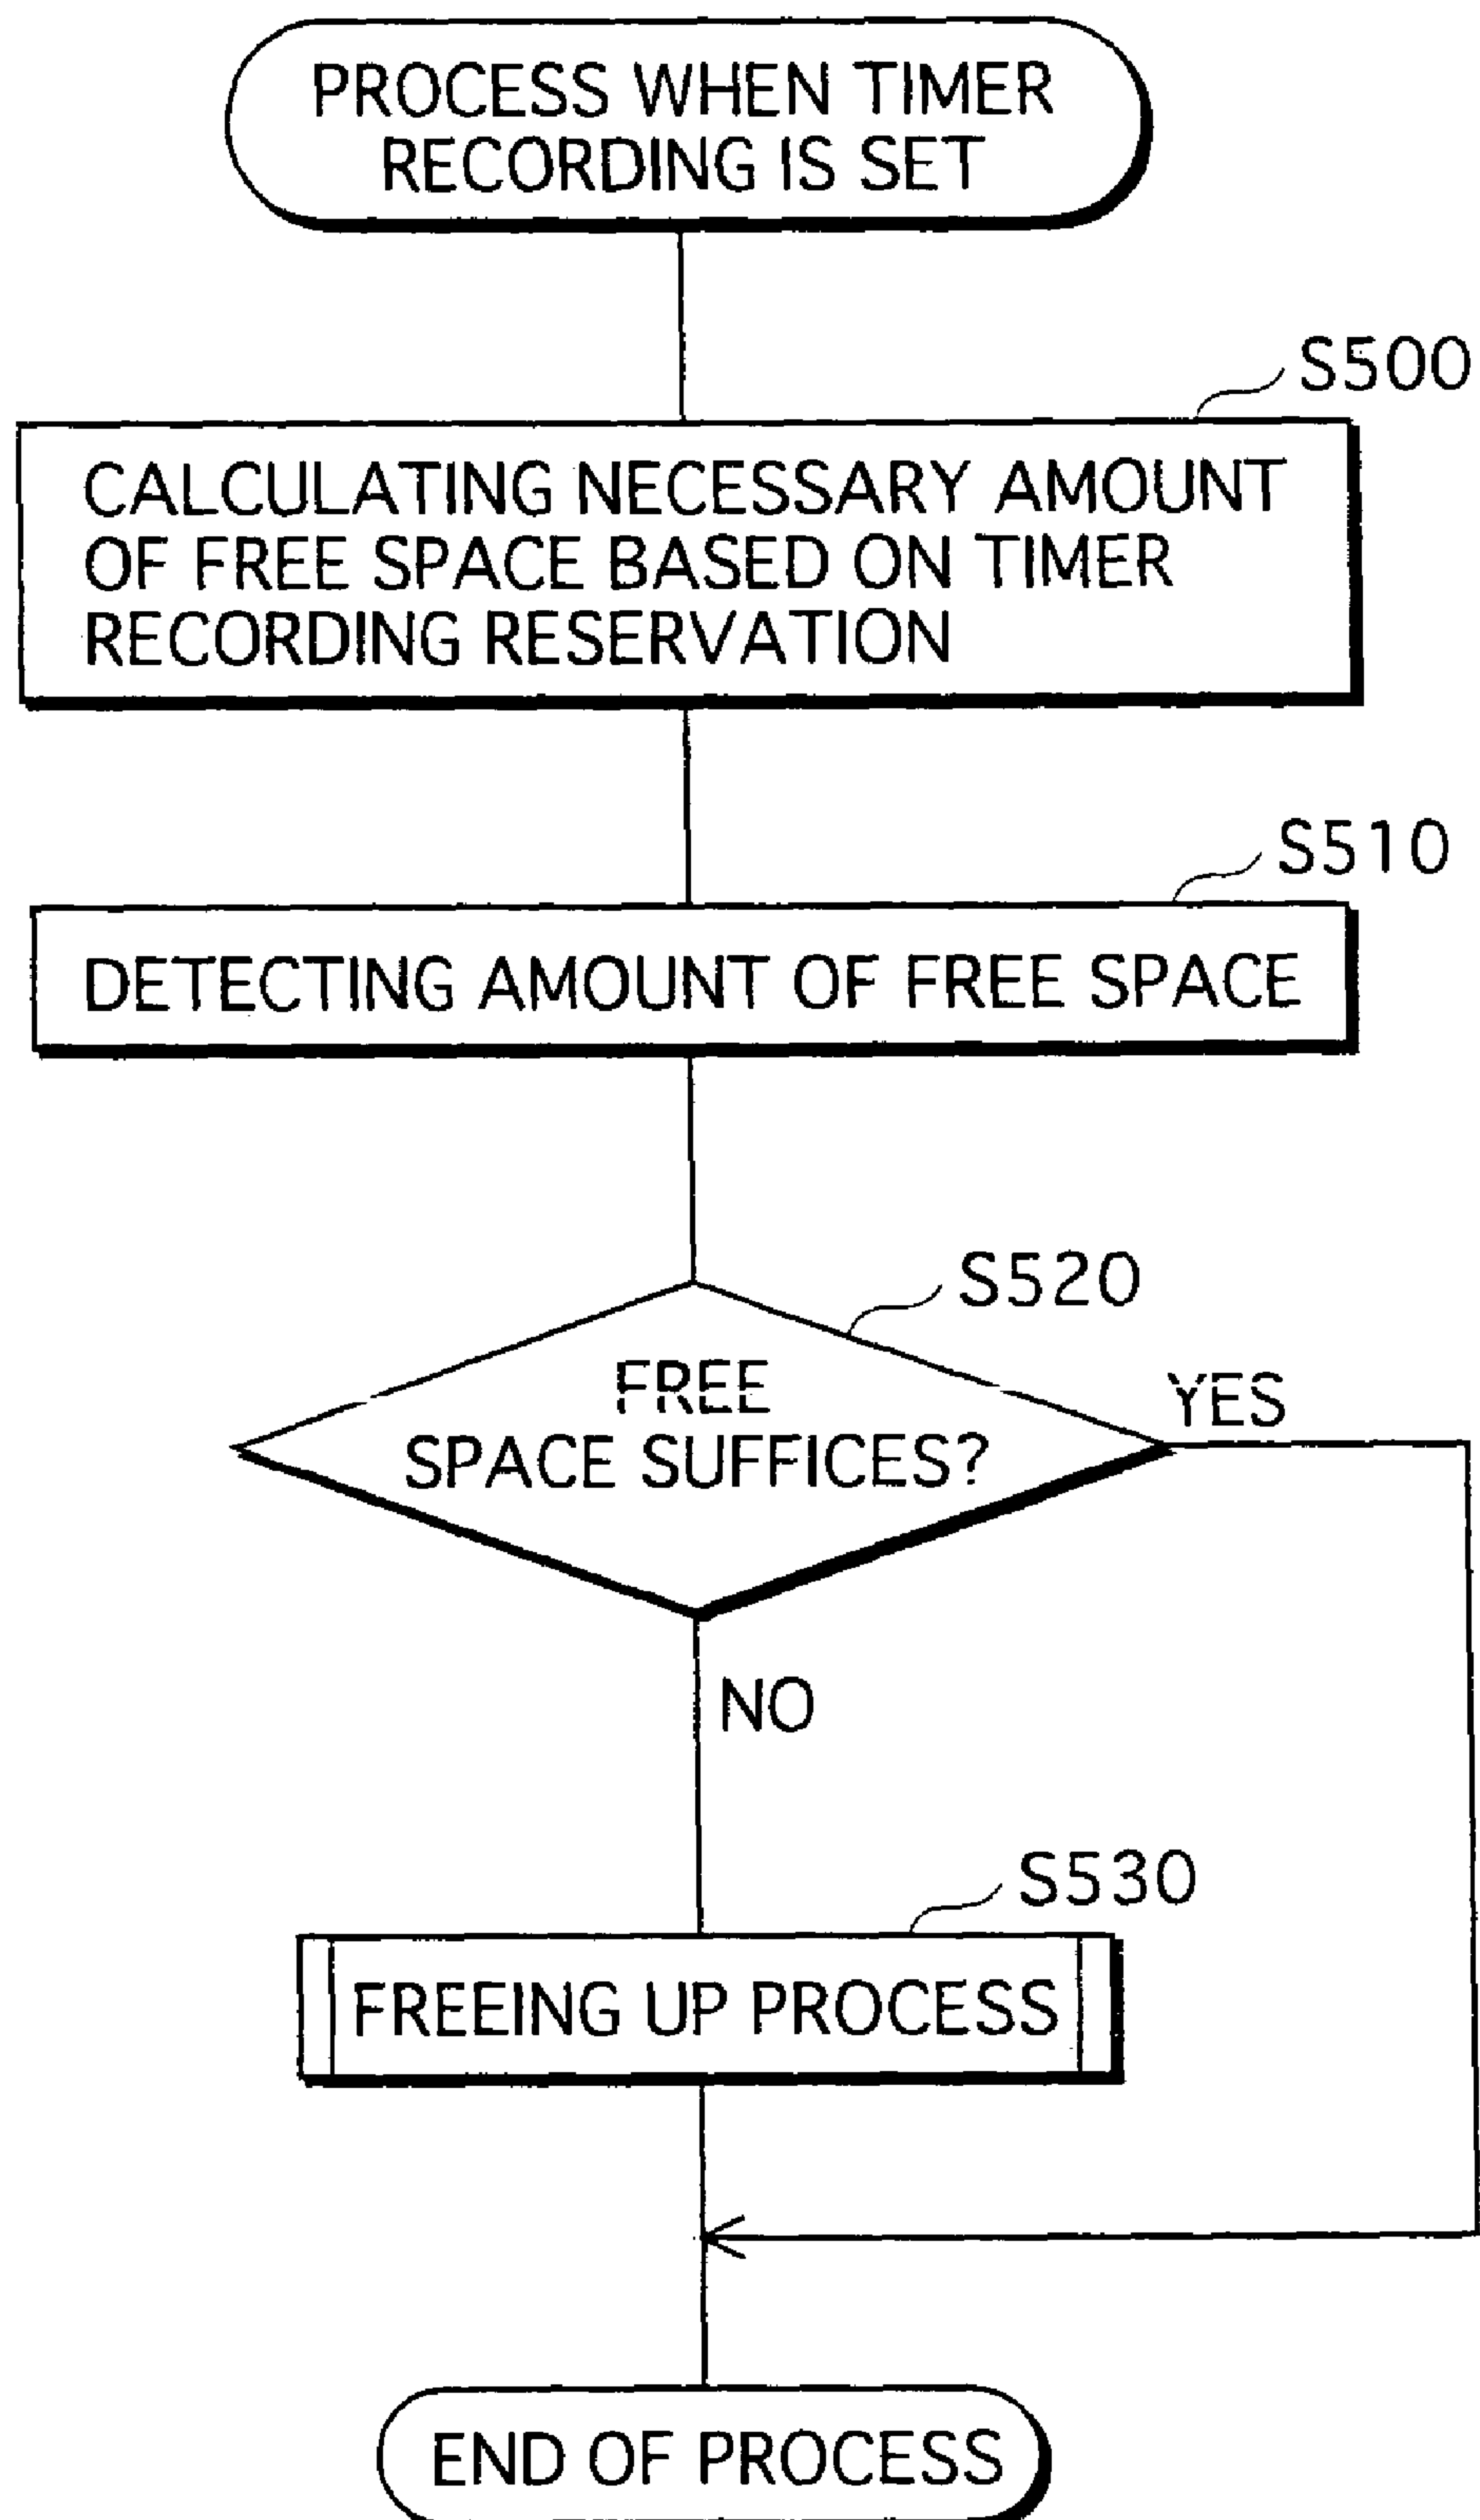 PROCESS WHEN TIMER
RECORDING IS SET
S500
CALCULATING NECESSARY AMOUNT
OF FREE SPACE BASED ON TIMER
RECORDING RESERVATION
S510
DETECTING AMOUNT OF FREE SPACE
S520
FREE
SPACE SUFFICES?
YES
NO
S530
FREEING UP PROCESS
END OF PROCESS